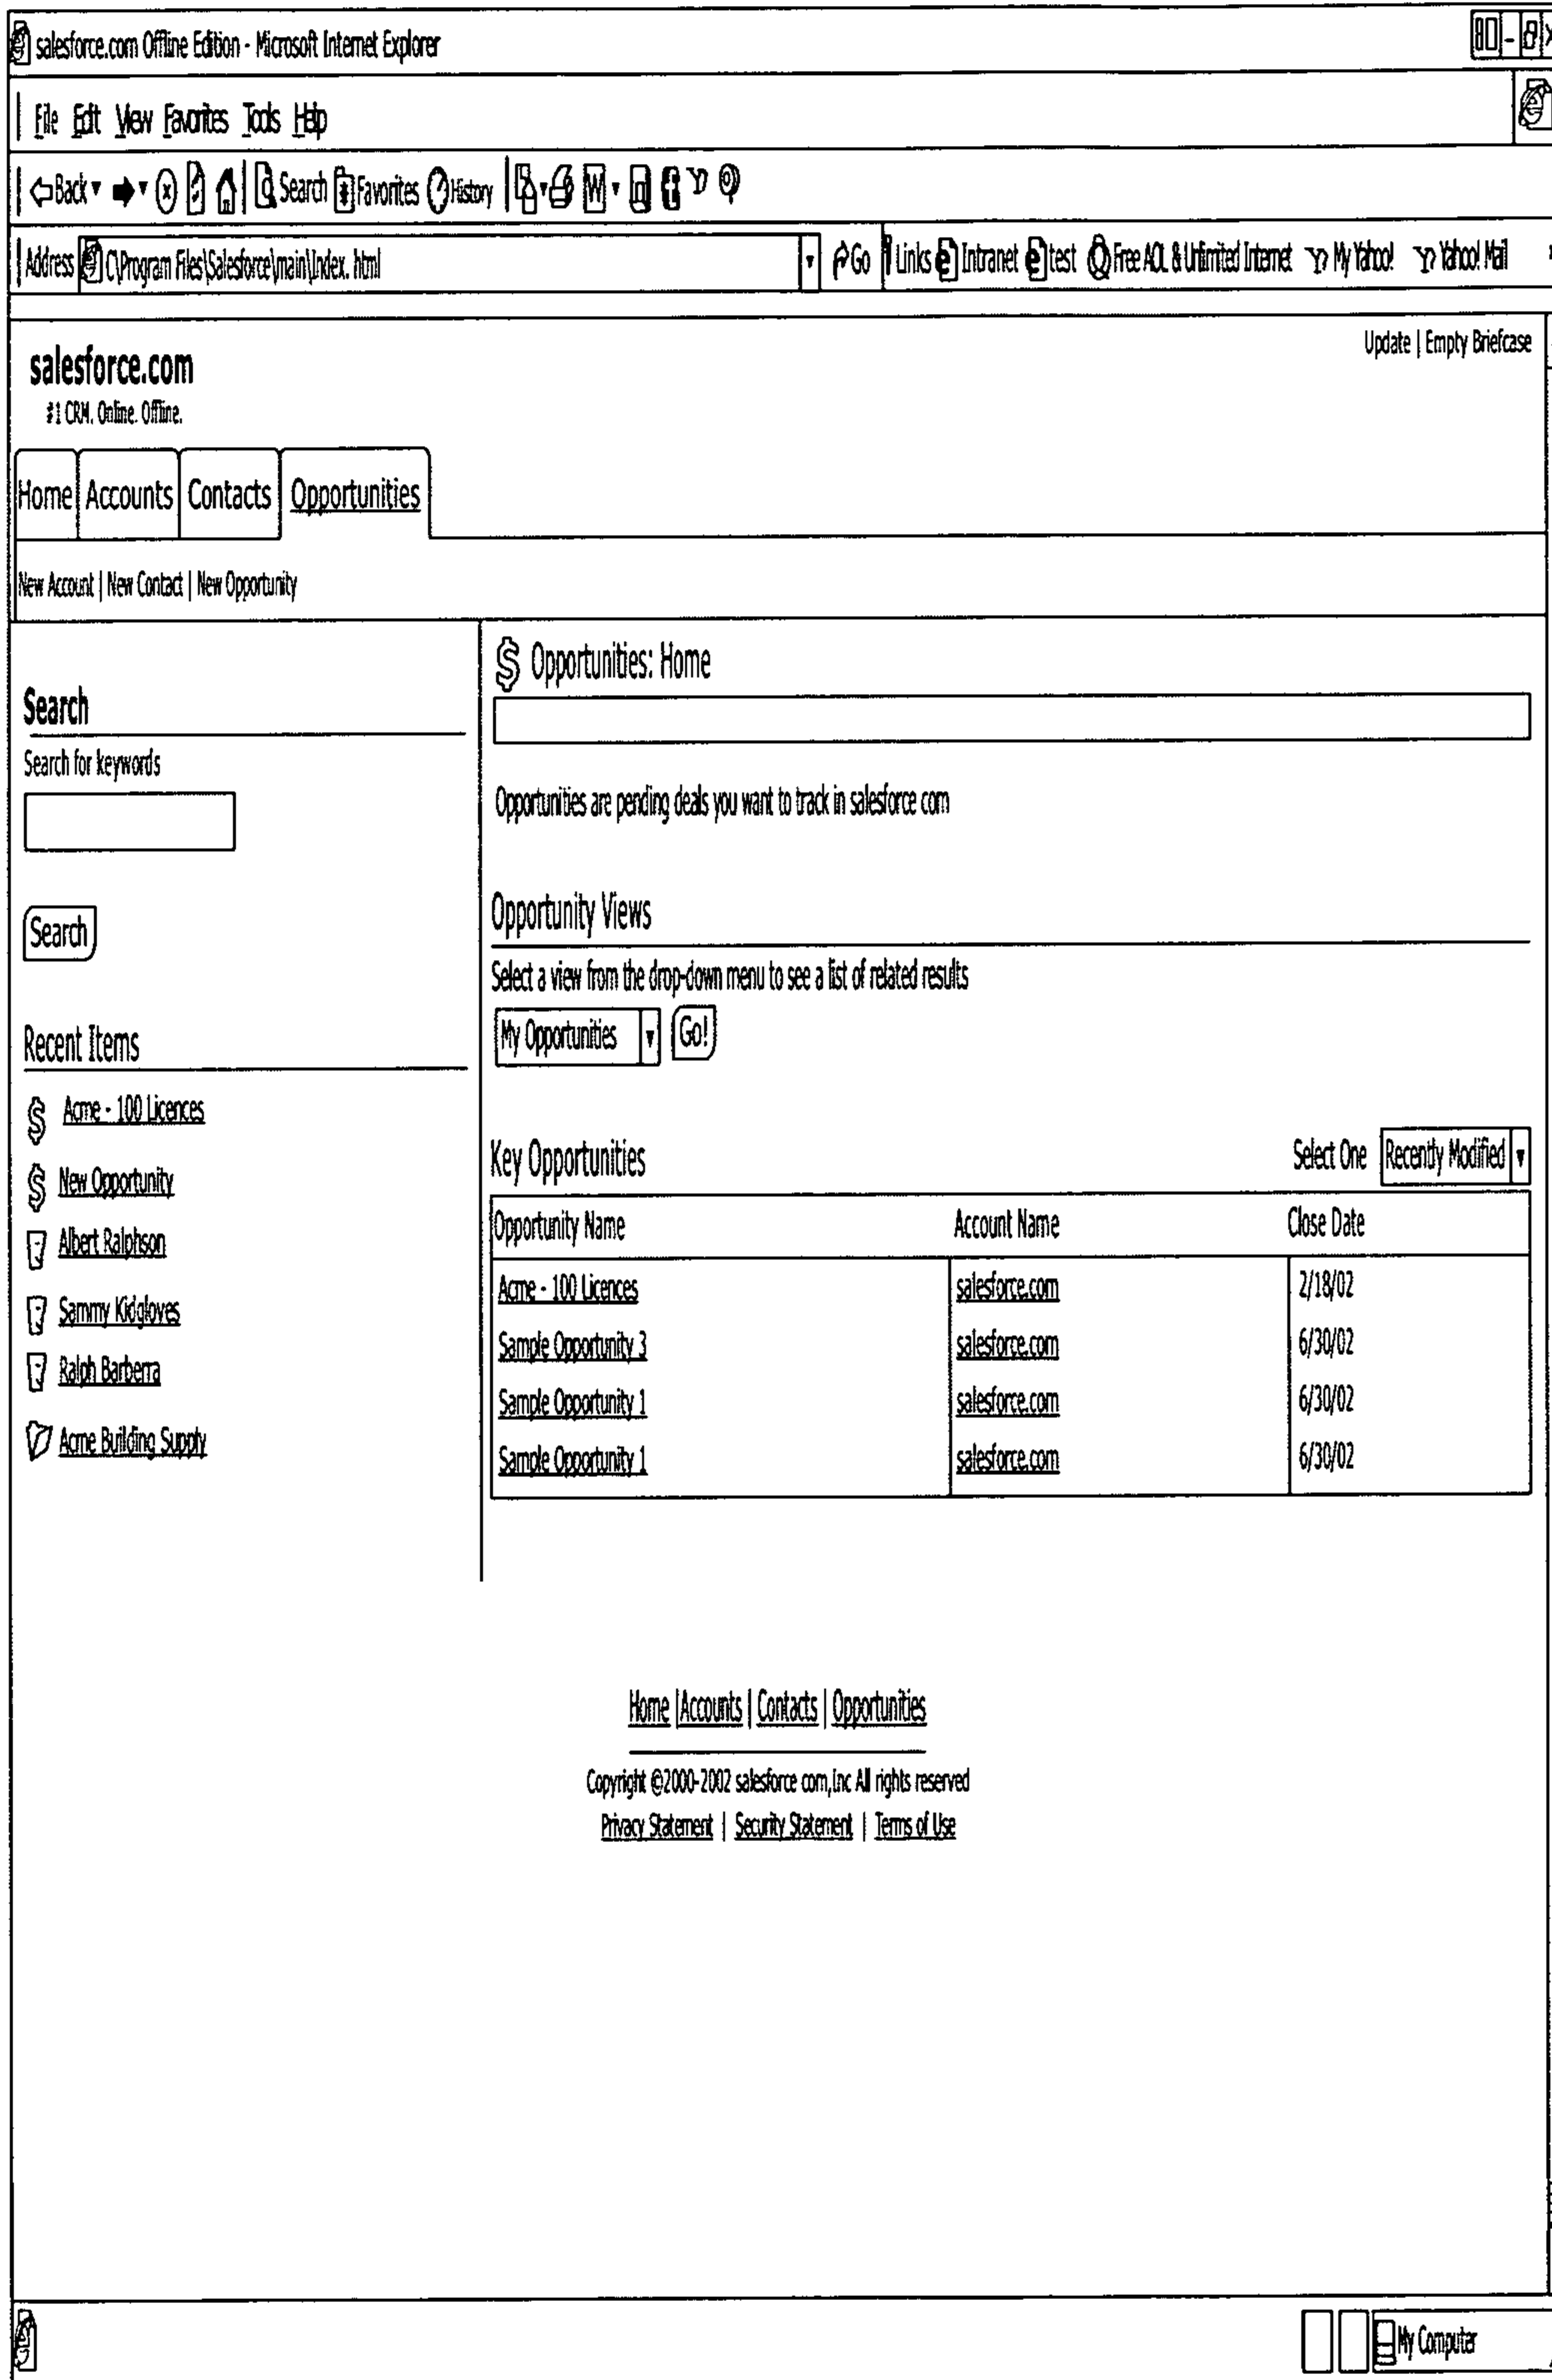 salesforce.com Offline Edition - Microsoft Internet Explorer
File Edit View Favorites Tools Help
Back Search Favorites History W
Address C\Program Files\Salesforce\main\Index. html Go Links Intranet test Free AOL & Unlimited Internet My Yahoo! Yahoo! Mail
Update | Empty Briefcase
salesforce.com
#1 CRM. Online. Offline.
Home Accounts Contacts Opportunities
New Account | New Contact | New Opportunity
$ Opportunities: Home
Search
Search for keywords
Opportunities are pending deals you want to track in salesforce com
Search
Opportunity Views
Select a view from the drop-down menu to see a list of related results
My Opportunities Go!
Recent Items
$ Acme - 100 Licences
$ New Opportunity
Albert Ralphson
Sammy Kidgloves
Ralph Barberra
Acme Building Supply
Key Opportunities Select One Recently Modified
Opportunity Name Account Name Close Date
Acme - 100 Licences salesforce.com 2/18/02
Sample Opportunity 3 salesforce.com 6/30/02
Sample Opportunity 1 salesforce.com 6/30/02
Sample Opportunity 1 salesforce.com 6/30/02
Home |Accounts | Contacts | Opportunities
Copyright ©2000-2002 salesforce com,Inc All rights reserved
Privacy Statement | Security Statement | Terms of Use
My Computer